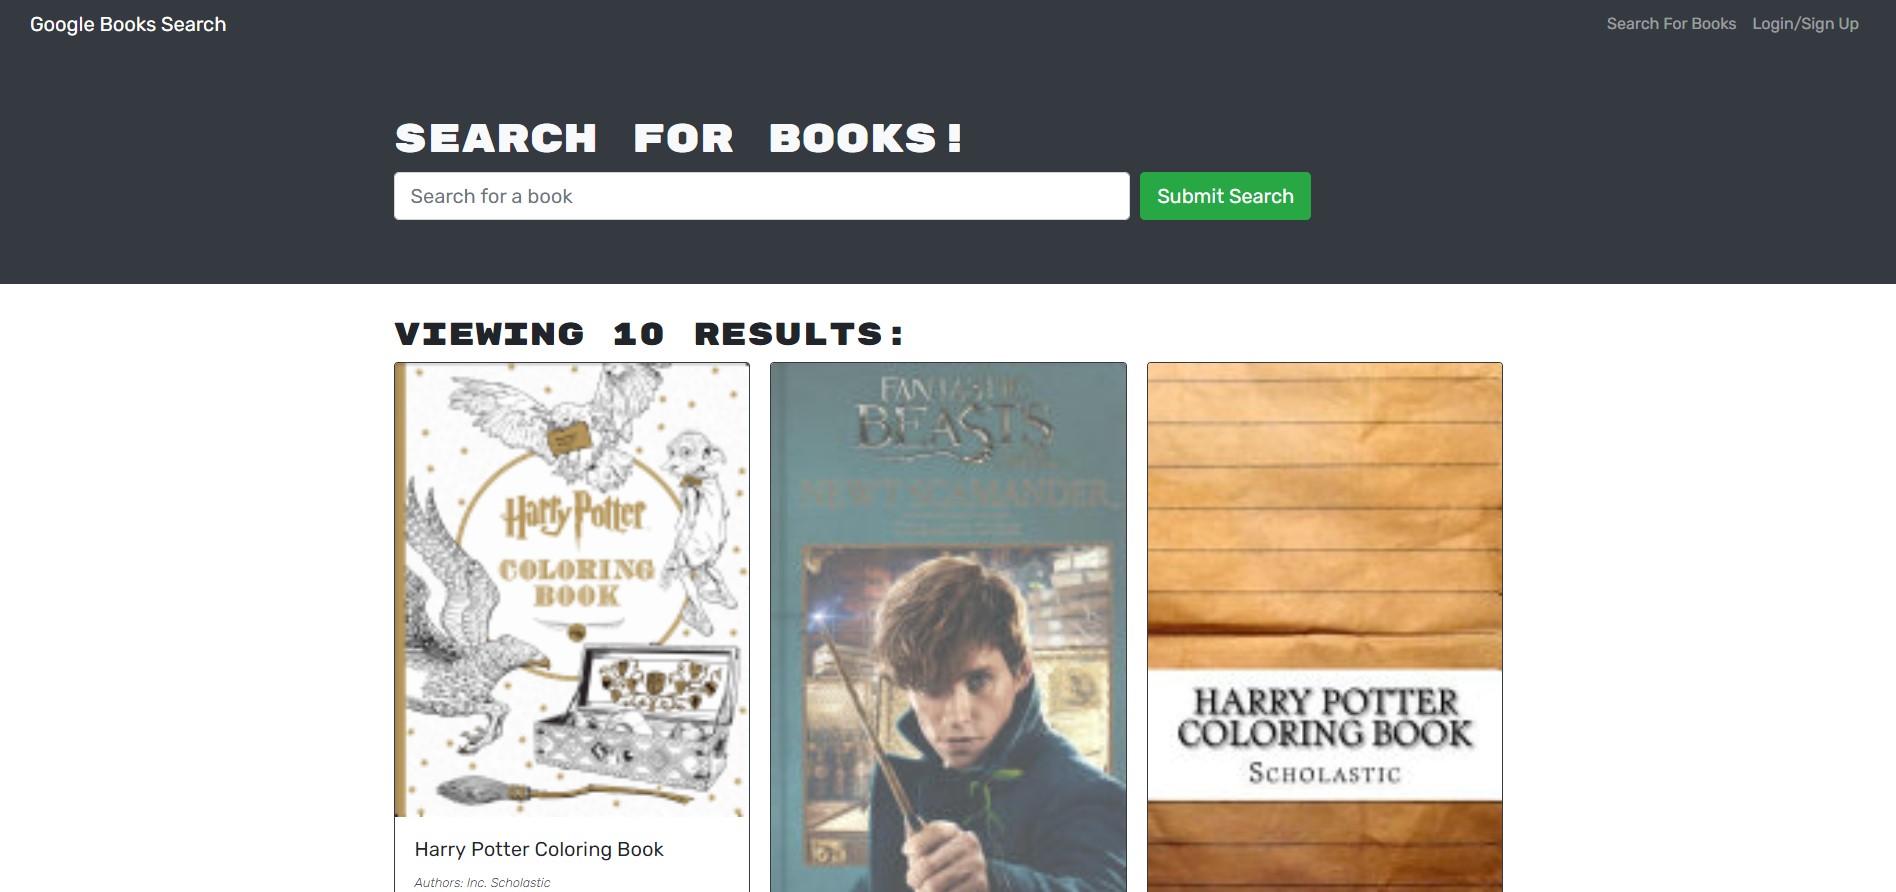 Google Books Search
Search For Books Login/Sign Up
SEARCH FOR BOOKS!
Search for a book
Submit Search
VIEWING 10 RESULTS:
Harry Potter
COLORING
BOOK
Harry Potter Coloring Book
Authors: Inc. Scholastic
FANTASTIC
BEASTS
NEWT SCAMANDER
HARRY POTTER
COLORING BOOK
SCHOLASTIC